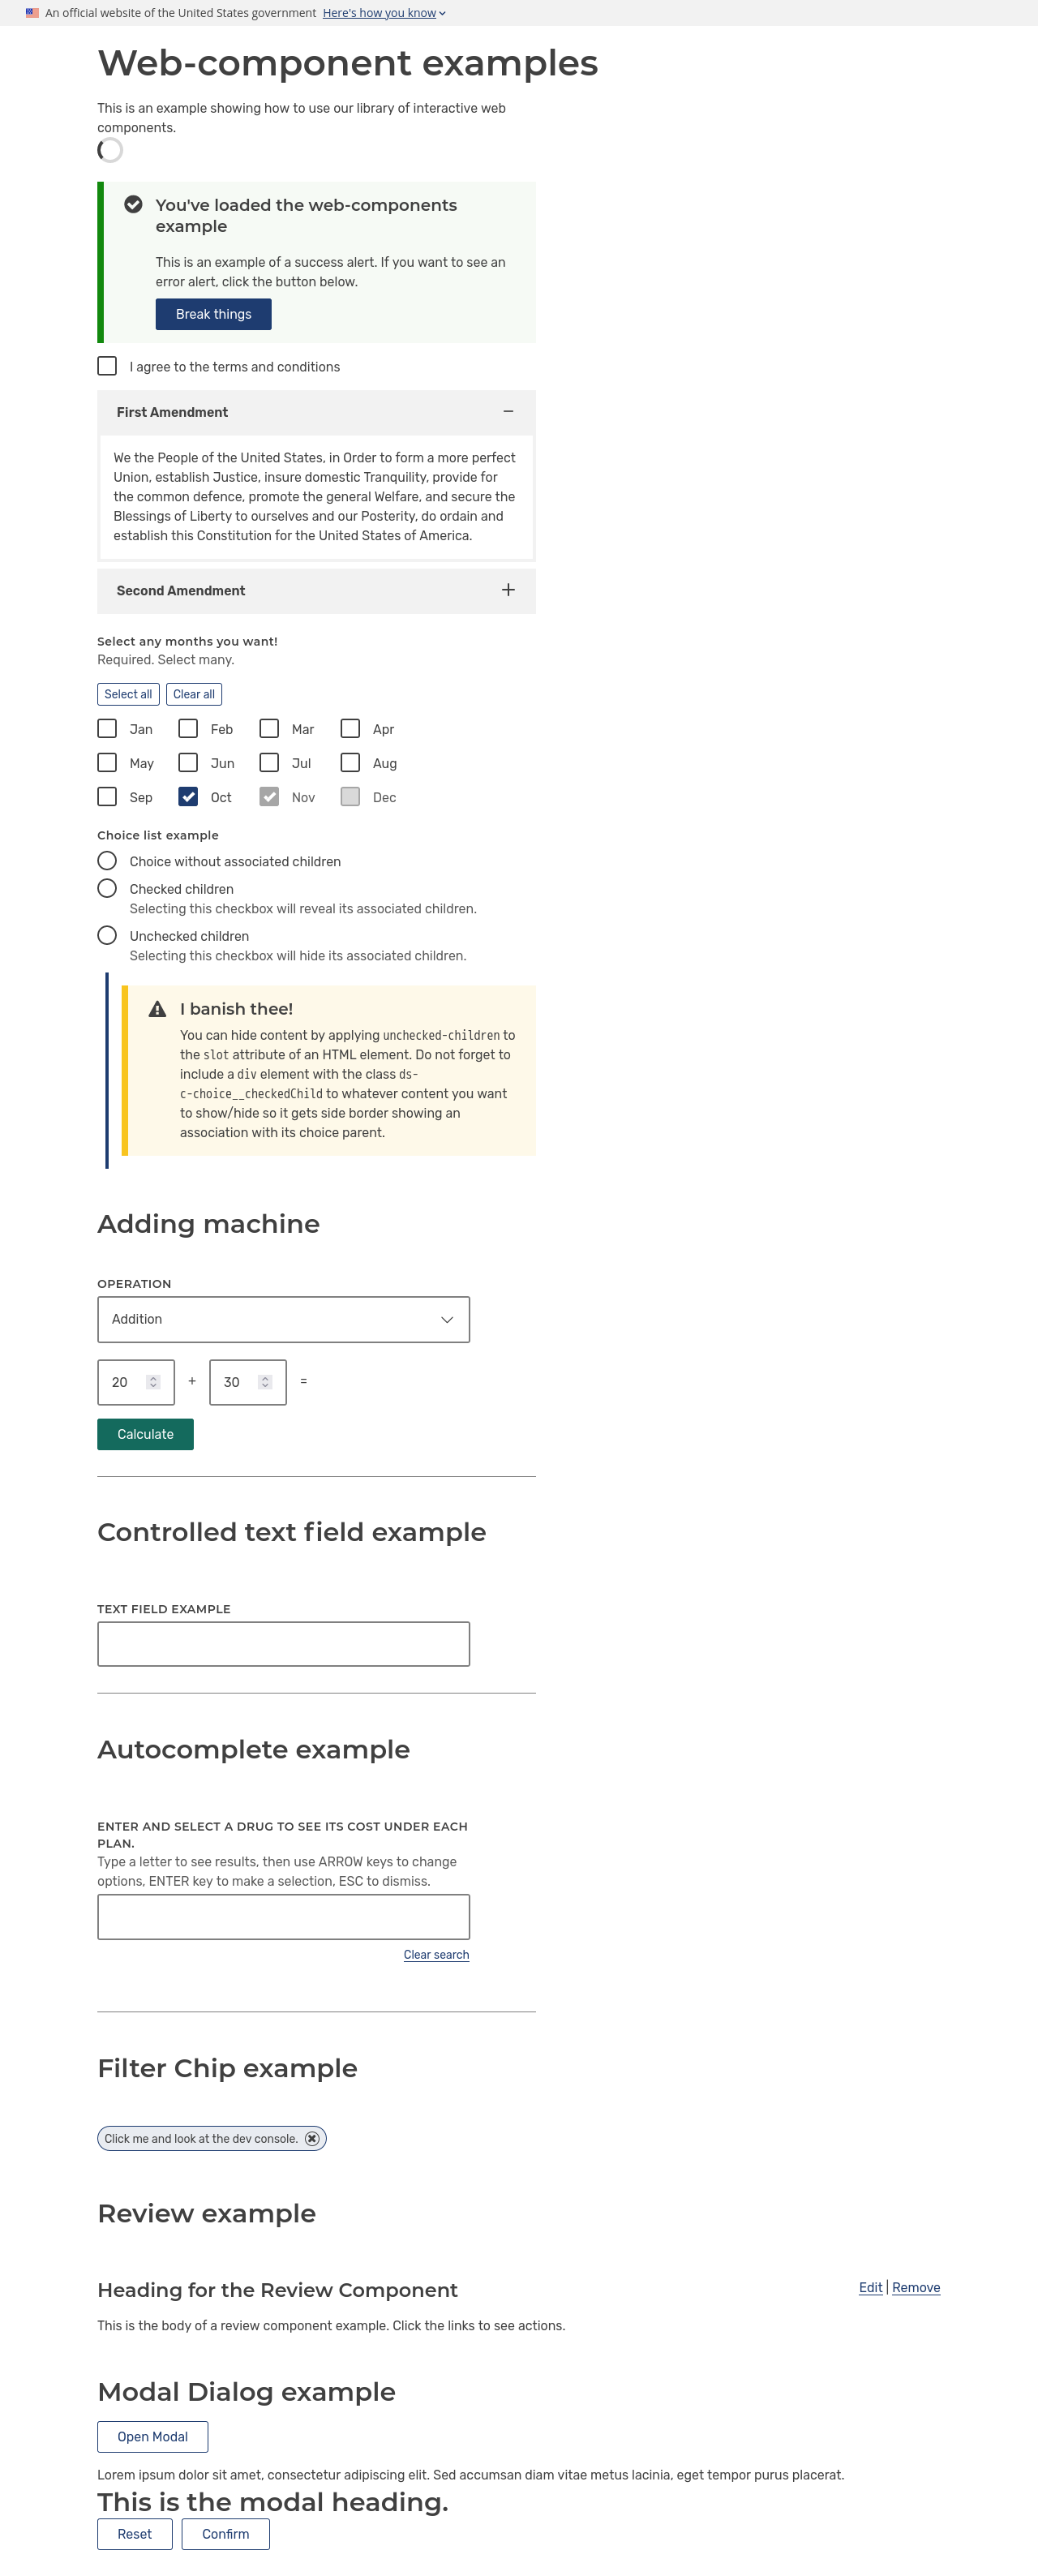 An official website of the United States government Here's how you know
Web-component examples
This is an example showing how to use our library of interactive web
components.
You've loaded the web-components
example
This is an example of a success alert. If you want to see an
error alert, click the button below.
Break things
I agree to the terms and conditions
First Amendment
We the People of the United States, in Order to form a more perfect
Union, establish Justice, insure domestic Tranquility, provide for
the common defence, promote the general Welfare, and secure the
Blessings of Liberty to ourselves and our Posterity, do ordain and
establish this Constitution for the United States of America.
Second Amendment
Select any months you want!
Required. Select many.
Select all Clear all
Jan Feb Mar Apr
May Jun Jul Aug
Sep Oct Nov Dec
Choice list example
Choice without associated children
Checked children
Selecting this checkbox will reveal its associated children.
Unchecked children
Selecting this checkbox will hide its associated children.
I banish thee!
You can hide content by applying unchecked-children to
the slot attribute of an HTML element. Do not forget to
include a div element with the class ds-
c-choice__checkedChild to whatever content you want
to show/hide so it gets side border showing an
association with its choice parent.
Adding machine
OPERATION
Addition
20 + 30 =
Calculate
Controlled text field example
TEXT FIELD EXAMPLE
Autocomplete example
ENTER AND SELECT A DRUG TO SEE ITS COST UNDER EACH
PLAN.
Type a letter to see results, then use ARROW keys to change
options, ENTER key to make a selection, ESC to dismiss.
Clear search
Filter Chip example
Click me and look at the dev console.
Review example
Heading for the Review Component Edit | Remove
This is the body of a review component example. Click the links to see actions.
Modal Dialog example
Open Modal
Lorem ipsum dolor sit amet, consectetur adipiscing elit. Sed accumsan diam vitae metus lacinia, eget tempor purus placerat.
This is the modal heading.
Reset Confirm